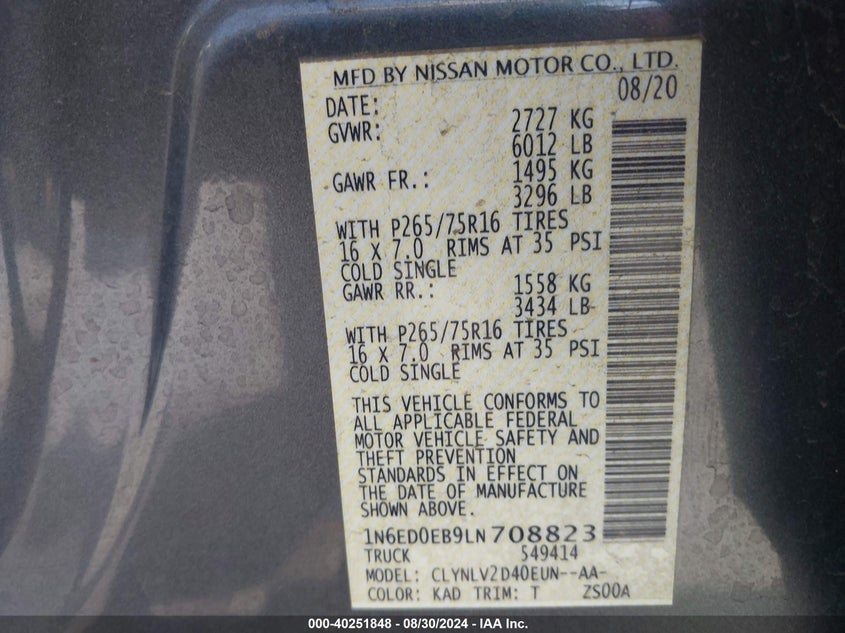 MFD BY NISSAN MOTOR CO., LTD.
DATE: 08/20
GVWR: 2727 KG
6012 LB
GAWR FR.: 1495 KG
3296 LB
WITH P265/75R16 TIRES
16 X 7.0 RIMS AT 35 PSI
COLD SINGLE
GAWR RR.: 1558 KG
3434 LB
WITH P265/75R16 TIRES
16 X 7.0 RIMS AT 35 PSI
COLD SINGLE
THIS VEHICLE CONFORMS TO
ALL APPLICABLE FEDERAL
MOTOR VEHICLE SAFETY AND
THEFT PREVENTION
STANDARDS IN EFFECT ON
THE DATE OF MANUFACTURE
SHOWN ABOVE.
1N6ED0EB9LN708823
TRUCK 549414
MODEL: CLYNLV2D40EUN--AA-
COLOR: KAD TRIM: T ZS00A
000-40251848 - 08/30/2024 - IAA Inc.